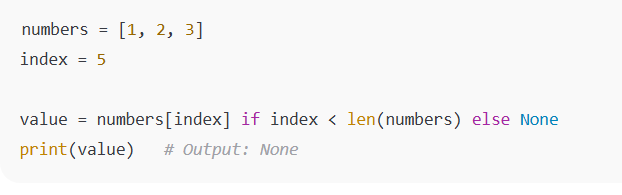 numbers = [1, 2, 3]
index = 5
value = numbers[index] if index < len(numbers) else None
print(value)   # Output: None